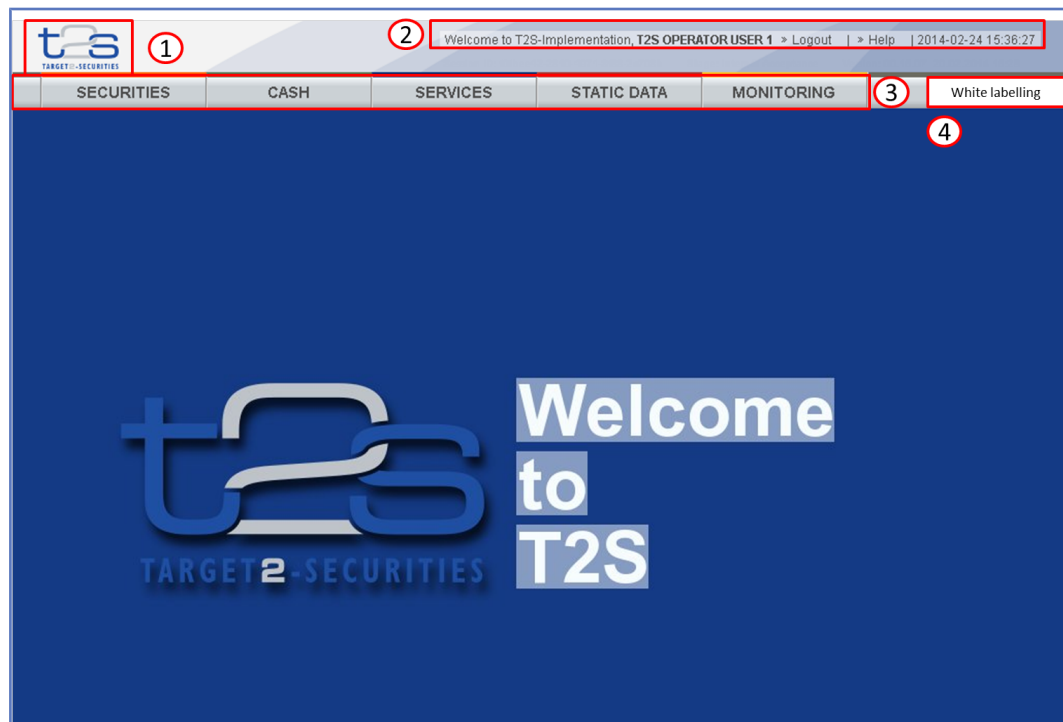 t2s
TARGET2-SECURITIES
1
2
Welcome to T2S-Implementation, T2S OPERATOR USER 1 » Logout | » Help | 2014-02-24 15:36:27
SECURITIES CASH SERVICES STATIC DATA MONITORING
3
White labelling
4
t2s
TARGET2-SECURITIES
Welcome
to
T2S